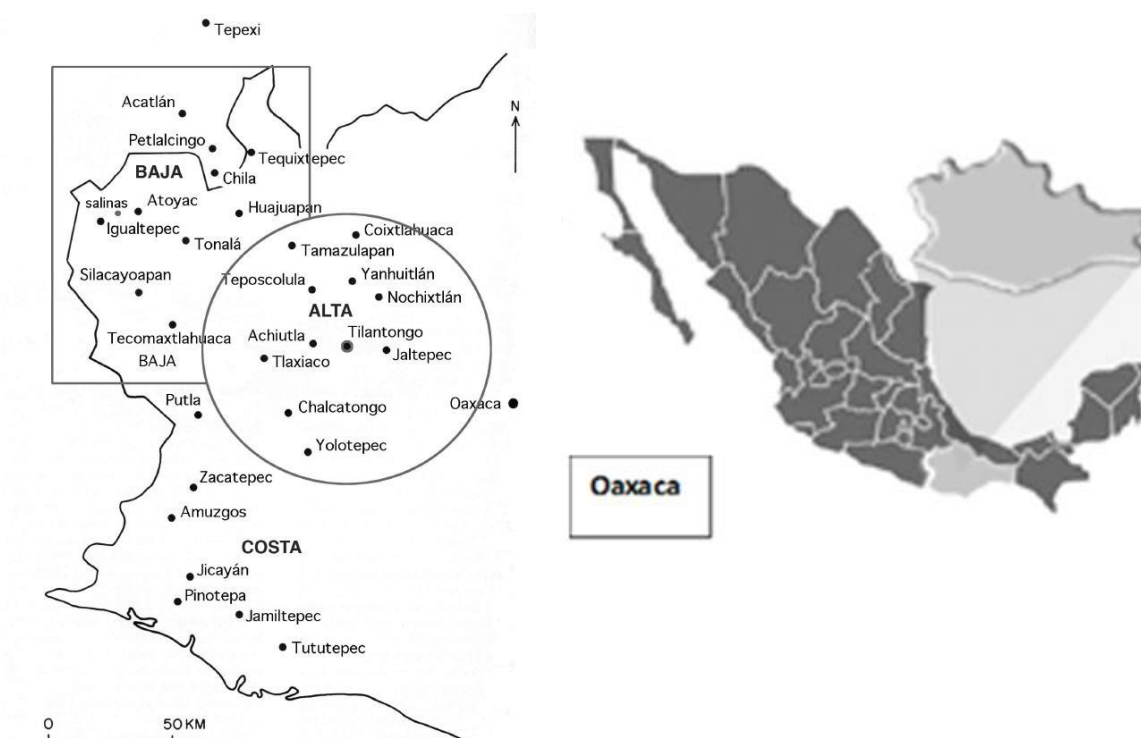 Tepexi
Acatlán
N
Petlalcingo
Tequixtepec
BAJA
Chila
salinas
Atoyac
Huajuapan
Igualtepec
Tonalá
Coixtlahuaca
Tamazulapan
Silacayoapan
Teposcolula
Yanhuitlán
Nochixtlán
ALTA
Tecomaxtlahuaca
BAJA
Achiutla
Tilantongo
Tlaxiaco
Jaltepec
Putla
Chalcatongo
Oaxaca
Yolotepec
Zacatepec
Amuzgos
COSTA
Jicayán
Pinotepa
Jamiltepec
Tututepec
0
50 KM
Oaxaca